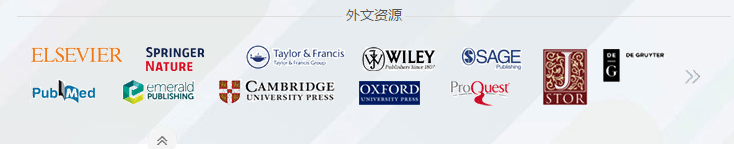 外文资源
ELSEVIER
SPRINGER NATURE
Taylor & Francis
Taylor & Francis Group
WILEY
Publishers Since 1807
SAGE
Publishing
J STOR
DE G
DE GRUYTER
PubMed
emerald PUBLISHING
CAMBRIDGE UNIVERSITY PRESS
OXFORD UNIVERSITY PRESS
ProQuest